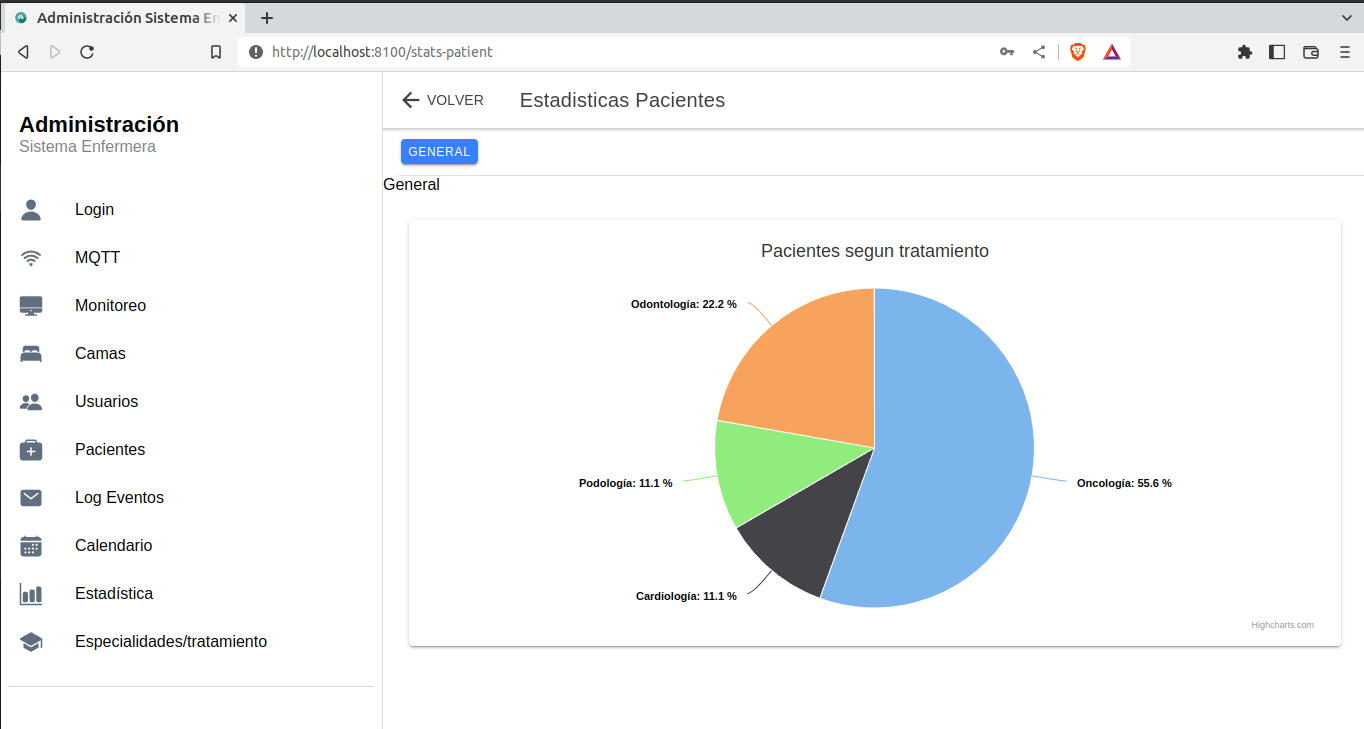 Administración Sistema En
http://localhost:8100/stats-patient
Administración
Sistema Enfermera
Login
MQTT
Monitoreo
Camas
Usuarios
Pacientes
Log Eventos
Calendario
Estadística
Especialidades/tratamiento
VOLVER
Estadisticas Pacientes
GENERAL
General
Pacientes segun tratamiento
Odontología: 22.2 %
Podología: 11.1 %
Oncología: 55.6 %
Cardiología: 11.1 %
Highcharts.com